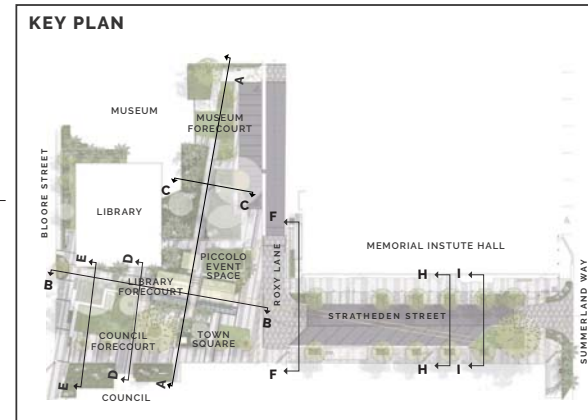 KEY PLAN
A
MUSEUM
MUSEUM
FORECOURT
BLOORE STREET
C
C
LIBRARY
F
ROXY LANE
MEMORIAL INSTUTE HALL
SUMMERLAND WAY
E
D
PICCOLO
EVENT
SPACE
H
I
B
LIBRARY
FORECOURT
B
STRATHEDEN STREET
COUNCIL
FORECOURT
TOWN
SQUARE
E
D
A
F
H
I
COUNCIL